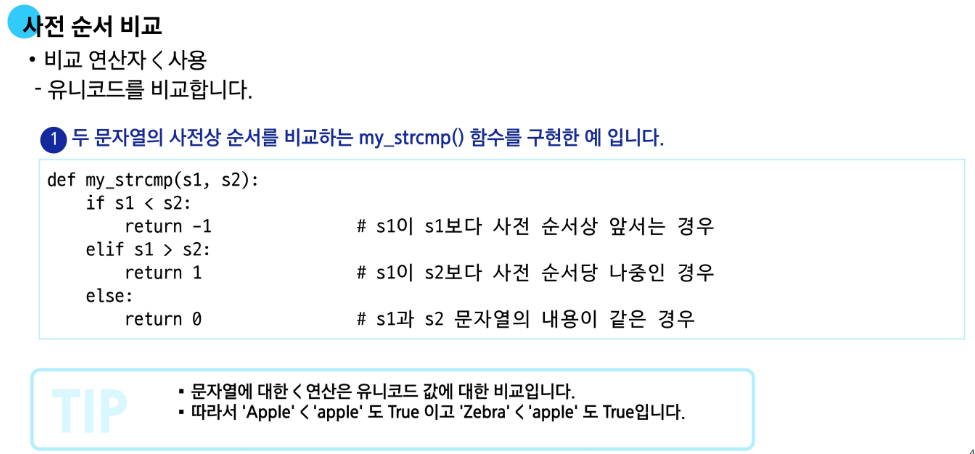 사전 순서 비교
• 비교 연산자 < 사용
- 유니코드를 비교합니다.
1 두 문자열의 사전상 순서를 비교하는 my_strcmp() 함수를 구현한 예 입니다.
def my_strcmp(s1, s2):
    if s1 < s2:
        return -1 # s1이 s1보다 사전 순서상 앞서는 경우
    elif s1 > s2:
        return 1 # s1이 s2보다 사전 순서당 나중인 경우
    else:
        return 0 # s1과 s2 문자열의 내용이 같은 경우
TIP
▪ 문자열에 대한 < 연산은 유니코드 값에 대한 비교입니다.
▪ 따라서 'Apple' < 'apple' 도 True 이고 'Zebra' < 'apple' 도 True입니다.